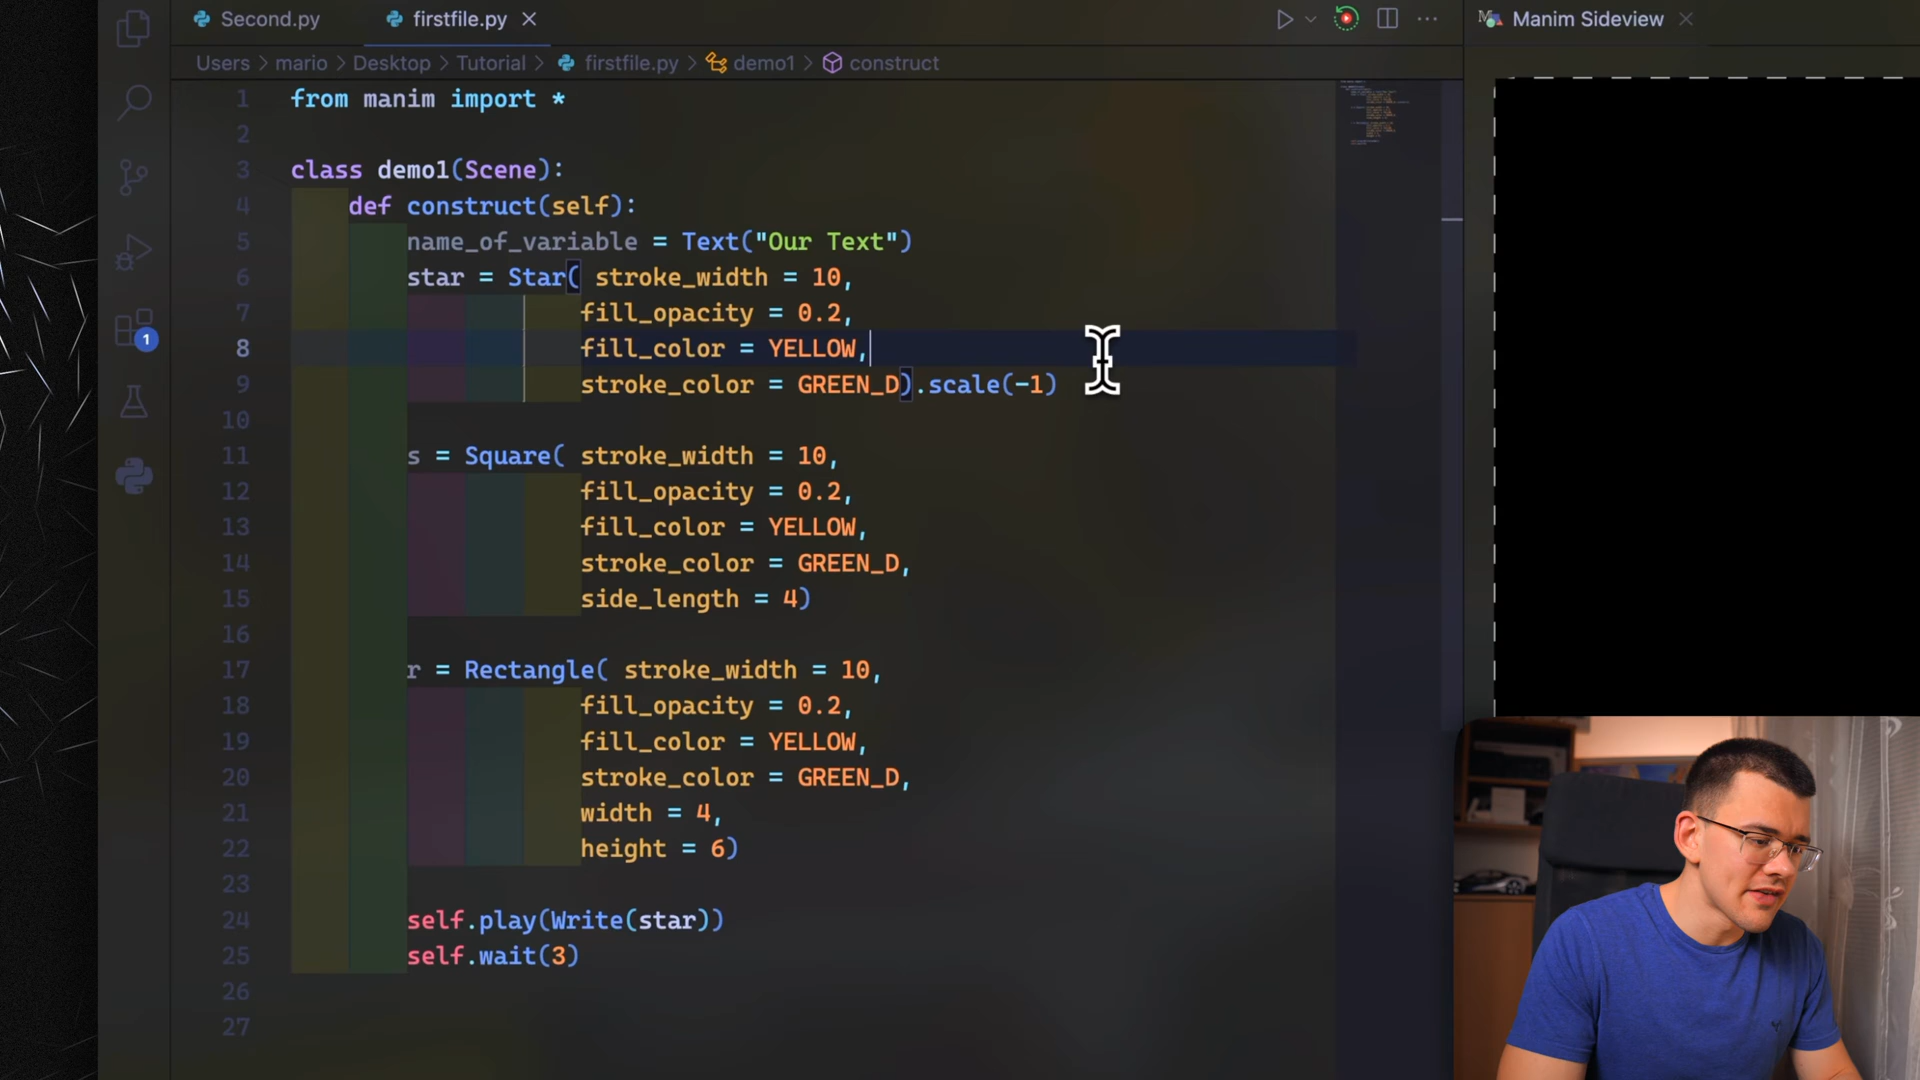 Second.py firstfile.py Manim Sideview
Users > mario > Desktop > Tutorial > firstfile.py > demo1 > construct
1 from manim import *
2
3 class demo1(Scene):
4 def construct(self):
5 name_of_variable = Text("Our Text")
6 star = Star( stroke_width = 10,
7 fill_opacity = 0.2,
8 fill_color = YELLOW,
9 stroke_color = GREEN_D).scale(-1)
10
11 s = Square( stroke_width = 10,
12 fill_opacity = 0.2,
13 fill_color = YELLOW,
14 stroke_color = GREEN_D,
15 side_length = 4)
16
17 r = Rectangle( stroke_width = 10,
18 fill_opacity = 0.2,
19 fill_color = YELLOW,
20 stroke_color = GREEN_D,
21 width = 4,
22 height = 6)
23
24 self.play(Write(star))
25 self.wait(3)
26
27
1